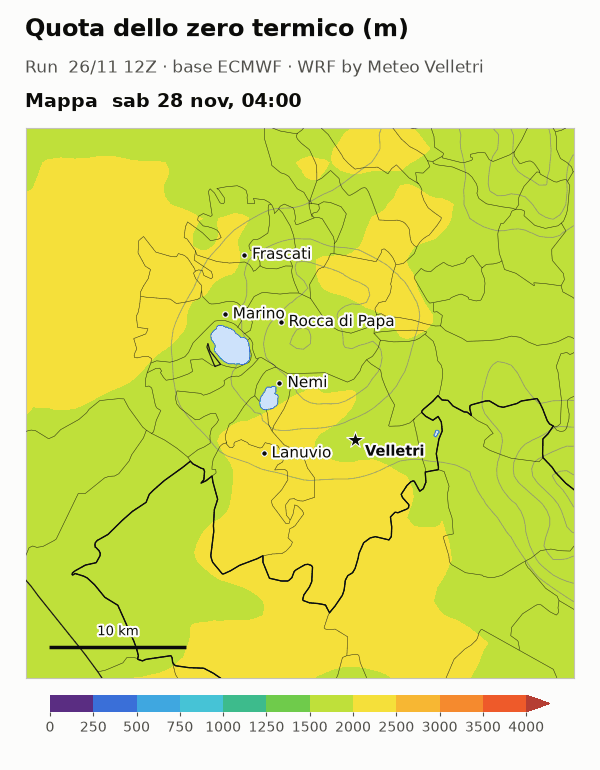 Quota dello zero termico (m)
Run  26/11 12Z · base ECMWF · WRF by Meteo Velletri
Mappa  sab 28 nov, 04:00
Frascati
Marino
Rocca di Papa
Nemi
Velletri
Lanuvio
10 km
0 250 500 750 1000 1250 1500 2000 2500 3000 3500 4000